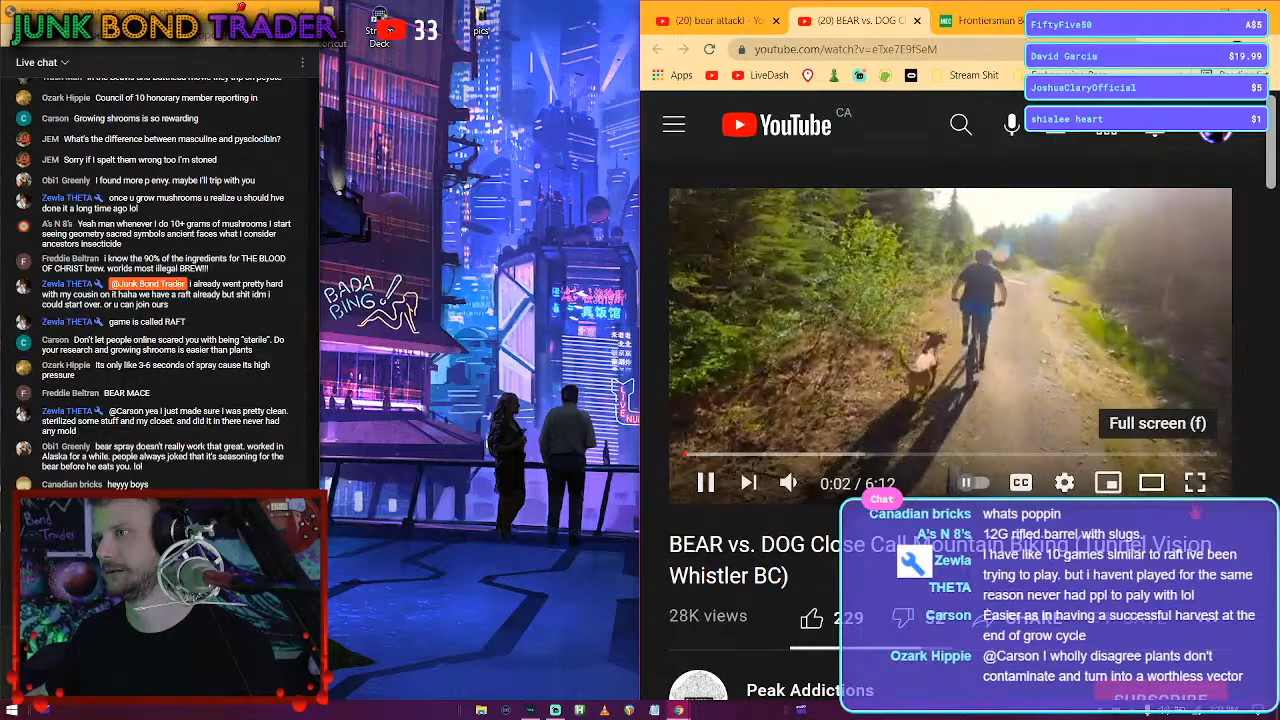 JUNK BOND TRADER
33
Deck
pics
Live chat
Ozark Hippie Council of 10 honorary member reporting in
Carson Growing shrooms is so rewarding
JEM What's the difference between masculine and pyslocibIn?
JEM Sorry if I spelt them wrong too I'm stoned
Obi1 Greenly I found more p envy. maybe I'll trip with you
Zewla THETA once u grow mushrooms u realize u should hve
done it a long time ago lol
A's N 8's Yeah man whenever I do 10+ grams of mushrooms I start
seeing geometry sacred symbols ancient faces what I consider
ancestors insecticide
Freddie Beltran i know the 90% of the ingredients for THE BLOOD
OF CHRIST brew. worlds most illegal BREW!!!
Zewla THETA @Junk Bond Trader i already went pretty hard
with my cousin on it haha we have a raft already but shit idm i
could start over. or u can join ours
Zewla THETA game is called RAFT
Carson Don't let people online scare you with being "sterile". Do
your research and growing shrooms is easier than plants
Ozark Hippie Its only like 3-6 seconds of spray cause its high
pressure
Freddie Beltran BEAR MACE
Zewla THETA @Carson yea I just made sure I was pretty clean.
sterilized some stuff and my closet. and did it in there never had
any mold
Obi1 Greenly bear spray doesn't really work that great. worked in
Alaska for a while. people always joked that it's seasoning for the
bear before he eats you. lol
Canadian bricks heyyy boys
BADA
BING
(20) bear attack! - Yo
(20) BEAR vs. DOG Cl
Frontiersman B
youtube.com/watch?v=eTxe7E9fSeM
Apps
LiveDash
Stream Shit
FiftyFive50 A$5
David Garcia $19.99
JoshuaClaryOfficial $5
shialee heart $1
YouTube CA
Full screen (f)
0:02 / 6:12
CC
BEAR vs. DOG Close Call Mountain Biking (Tunnel Vision
Whistler BC)
28K views
229
Peak Addictions
SUBSCRIBE
Chat
Canadian bricks whats poppin
A's N 8's 12G rifled barrel with slugs.
Zewla THETA I have like 10 games similar to raft ive been
trying to play. but i havent played for the same
reason never had ppl to paly with lol
Carson Easier as in having a successful harvest at the
end of grow cycle
Ozark Hippie @Carson I wholly disagree plants don't
contaminate and turn into a worthless vector